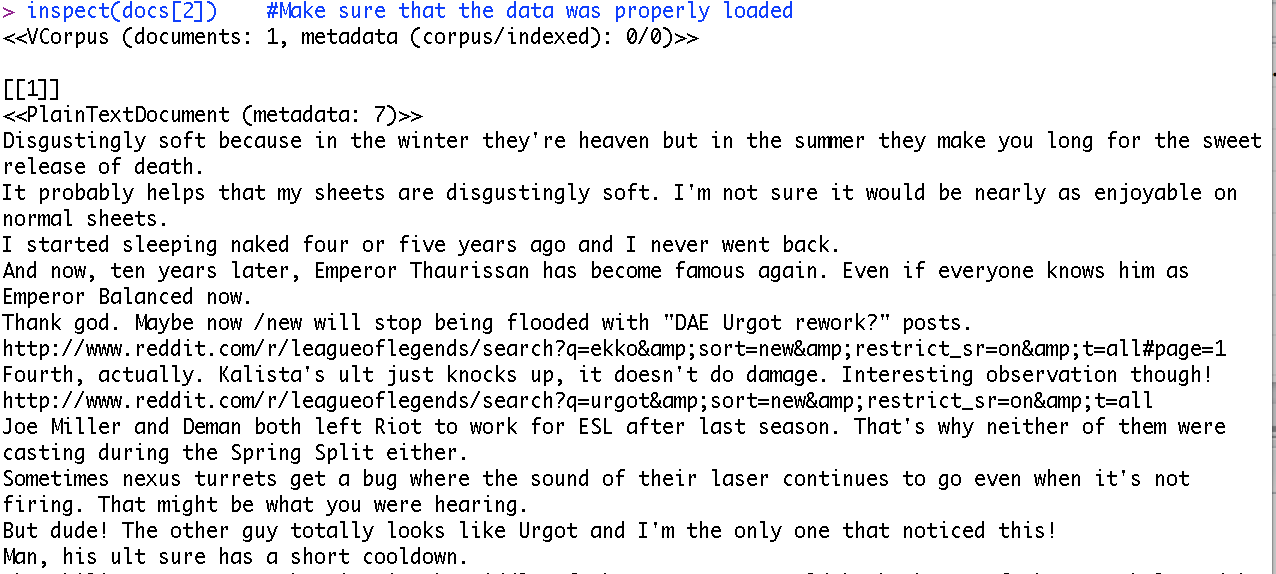 > inspect(docs[2])    #Make sure that the data was properly loaded
<<VCorpus (documents: 1, metadata (corpus/indexed): 0/0)>>
[[1]]
<<PlainTextDocument (metadata: 7)>>
Disgustingly soft because in the winter they're heaven but in the summer they make you long for the sweet
release of death.
It probably helps that my sheets are disgustingly soft. I'm not sure it would be nearly as enjoyable on
normal sheets.
I started sleeping naked four or five years ago and I never went back.
And now, ten years later, Emperor Thaurissan has become famous again. Even if everyone knows him as
Emperor Balanced now.
Thank god. Maybe now /new will stop being flooded with "DAE Urgot rework?" posts.
http://www.reddit.com/r/leagueoflegends/search?q=ekko&amp;sort=new&amp;restrict_sr=on&amp;t=all#page=1
Fourth, actually. Kalista's ult just knocks up, it doesn't do damage. Interesting observation though!
http://www.reddit.com/r/leagueoflegends/search?q=urgot&amp;sort=new&amp;restrict_sr=on&amp;t=all
Joe Miller and Deman both left Riot to work for ESL after last season. That's why neither of them were
casting during the Spring Split either.
Sometimes nexus turrets get a bug where the sound of their laser continues to go even when it's not
firing. That might be what you were hearing.
But dude! The other guy totally looks like Urgot and I'm the only one that noticed this!
Man, his ult sure has a short cooldown.